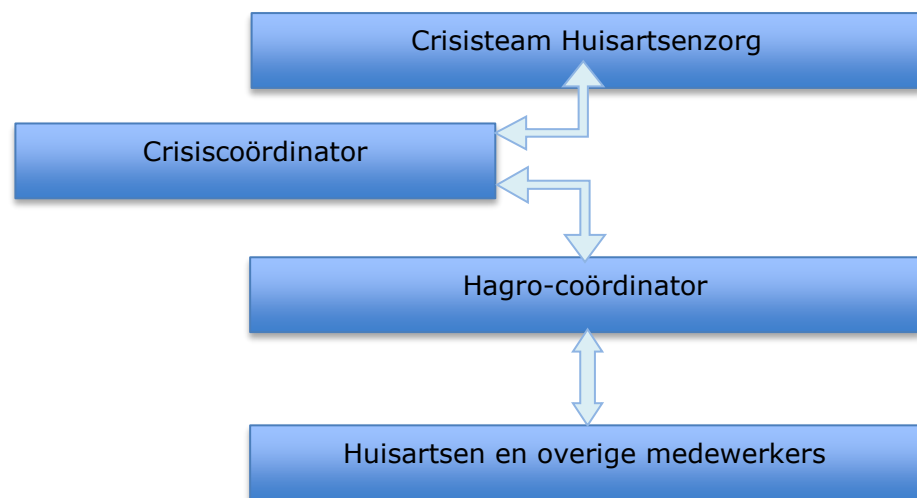 Crisisteam Huisartsenzorg
Crisiscoördinator
Hagro-coördinator
Huisartsen en overige medewerkers